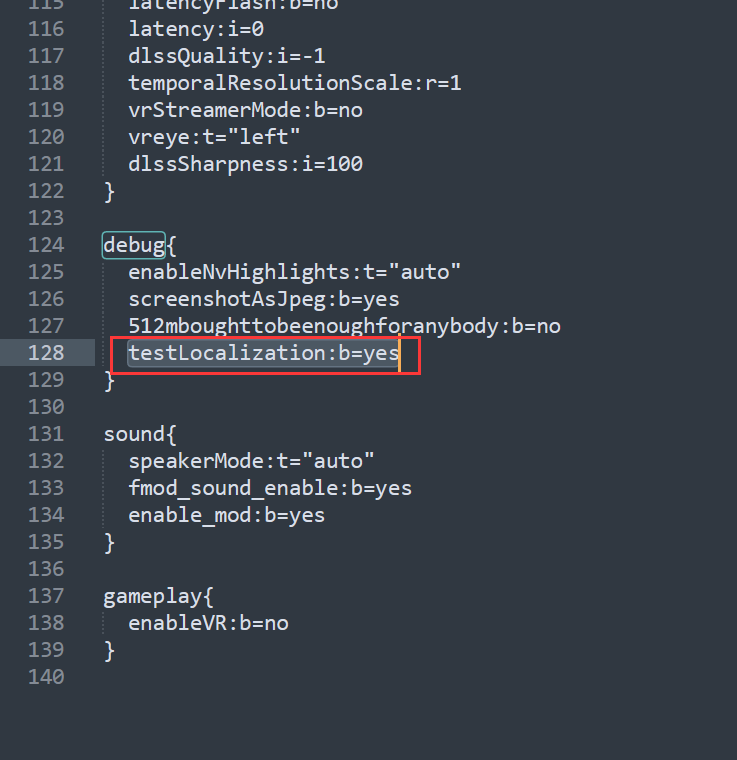 115 latencyFlash:b=no
116 latency:i=0
117 dlssQuality:i=-1
118 temporalResolutionScale:r=1
119 vrStreamerMode:b=no
120 vreye:t="left"
121 dlssSharpness:i=100
122 }
123
124 debug{
125 enableNvHighlights:t="auto"
126 screenshotAsJpeg:b=yes
127 512mboughttobeenoughforanybody:b=no
128 testLocalization:b=yes
129 }
130
131 sound{
132 speakerMode:t="auto"
133 fmod_sound_enable:b=yes
134 enable_mod:b=yes
135 }
136
137 gameplay{
138 enableVR:b=no
139 }
140